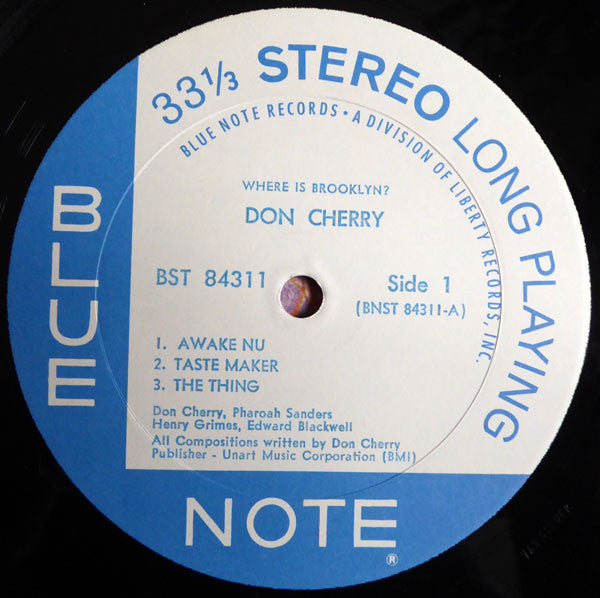 33⅓ STEREO LONG PLAYING
BLUE NOTE RECORDS • A DIVISION OF LIBERTY RECORDS, INC.
WHERE IS BROOKLYN?
DON CHERRY
BST 84311
Side 1
(BNST 84311-A)
1. AWAKE NU
2. TASTE MAKER
3. THE THING
Don Cherry, Pharoah Sanders
Henry Grimes, Edward Blackwell
All Compositions written by Don Cherry
Publisher - Unart Music Corporation (BMI)
BLUE
NOTE®